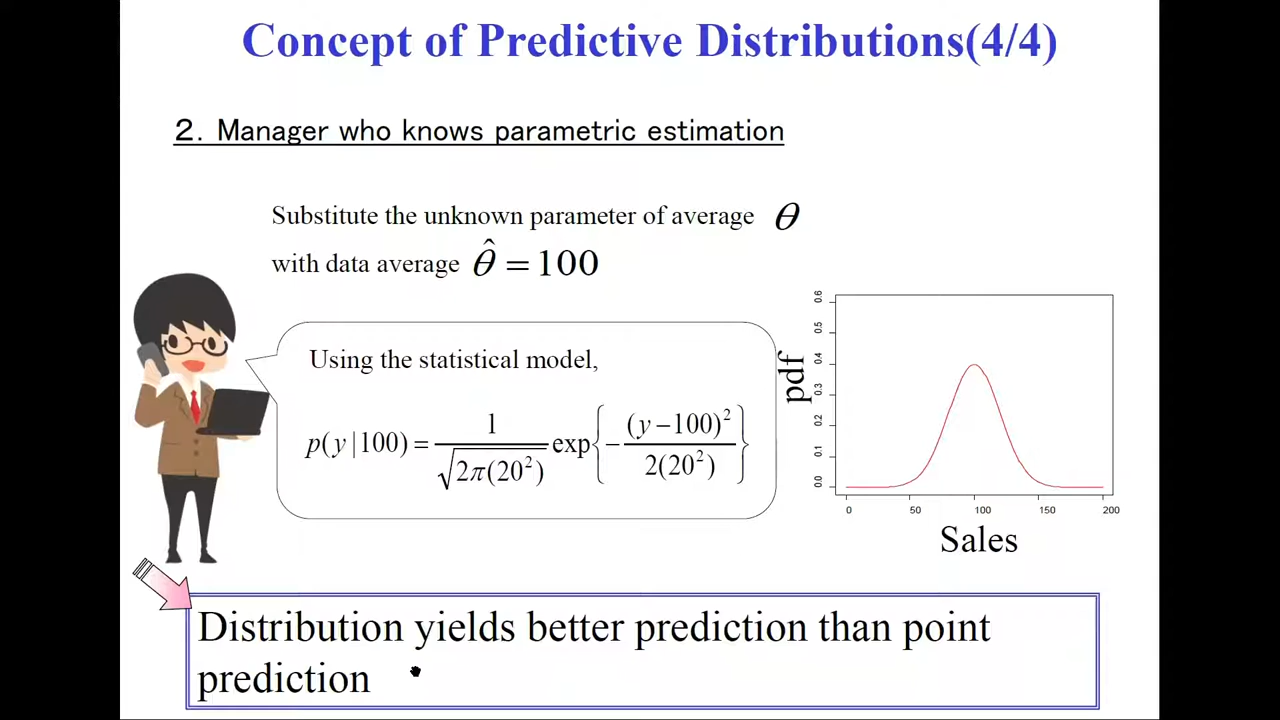 Concept of Predictive Distributions(4/4)
２．Manager who knows parametric estimation
Substitute the unknown parameter of average θ
with data average θ̂ = 100
Using the statistical model,
p(y|100) = 1/√(2π(20²)) exp{−(y−100)²/2(20²)}
pdf
0.6
0.5
0.4
0.3
0.2
0.1
0.0
0 50 100 150 200
Sales
Distribution yields better prediction than point
prediction